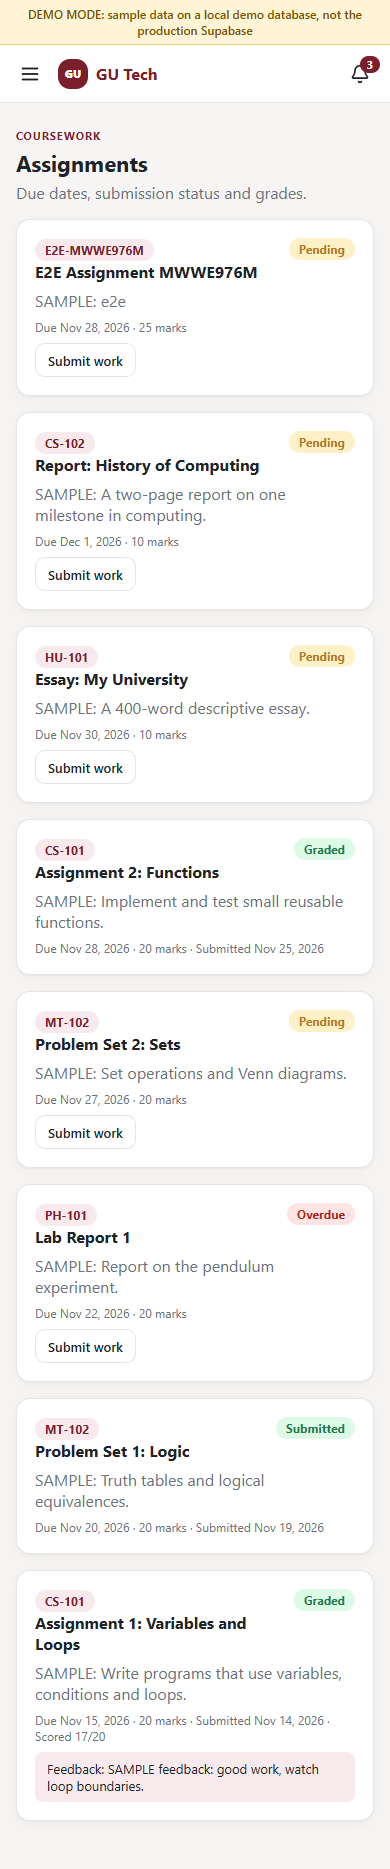 DEMO MODE: sample data on a local demo database, not the
production Supabase
GU
GU Tech
3
COURSEWORK
Assignments
Due dates, submission status and grades.
E2E-MWWE976M
Pending
E2E Assignment MWWE976M
SAMPLE: e2e
Due Nov 28, 2026 · 25 marks
Submit work
CS-102
Pending
Report: History of Computing
SAMPLE: A two-page report on one
milestone in computing.
Due Dec 1, 2026 · 10 marks
Submit work
HU-101
Pending
Essay: My University
SAMPLE: A 400-word descriptive essay.
Due Nov 30, 2026 · 10 marks
Submit work
CS-101
Graded
Assignment 2: Functions
SAMPLE: Implement and test small reusable
functions.
Due Nov 28, 2026 · 20 marks · Submitted Nov 25, 2026
MT-102
Pending
Problem Set 2: Sets
SAMPLE: Set operations and Venn diagrams.
Due Nov 27, 2026 · 20 marks
Submit work
PH-101
Overdue
Lab Report 1
SAMPLE: Report on the pendulum
experiment.
Due Nov 22, 2026 · 20 marks
Submit work
MT-102
Submitted
Problem Set 1: Logic
SAMPLE: Truth tables and logical
equivalences.
Due Nov 20, 2026 · 20 marks · Submitted Nov 19, 2026
CS-101
Graded
Assignment 1: Variables and
Loops
SAMPLE: Write programs that use variables,
conditions and loops.
Due Nov 15, 2026 · 20 marks · Submitted Nov 14, 2026 ·
Scored 17/20
Feedback: SAMPLE feedback: good work, watch
loop boundaries.